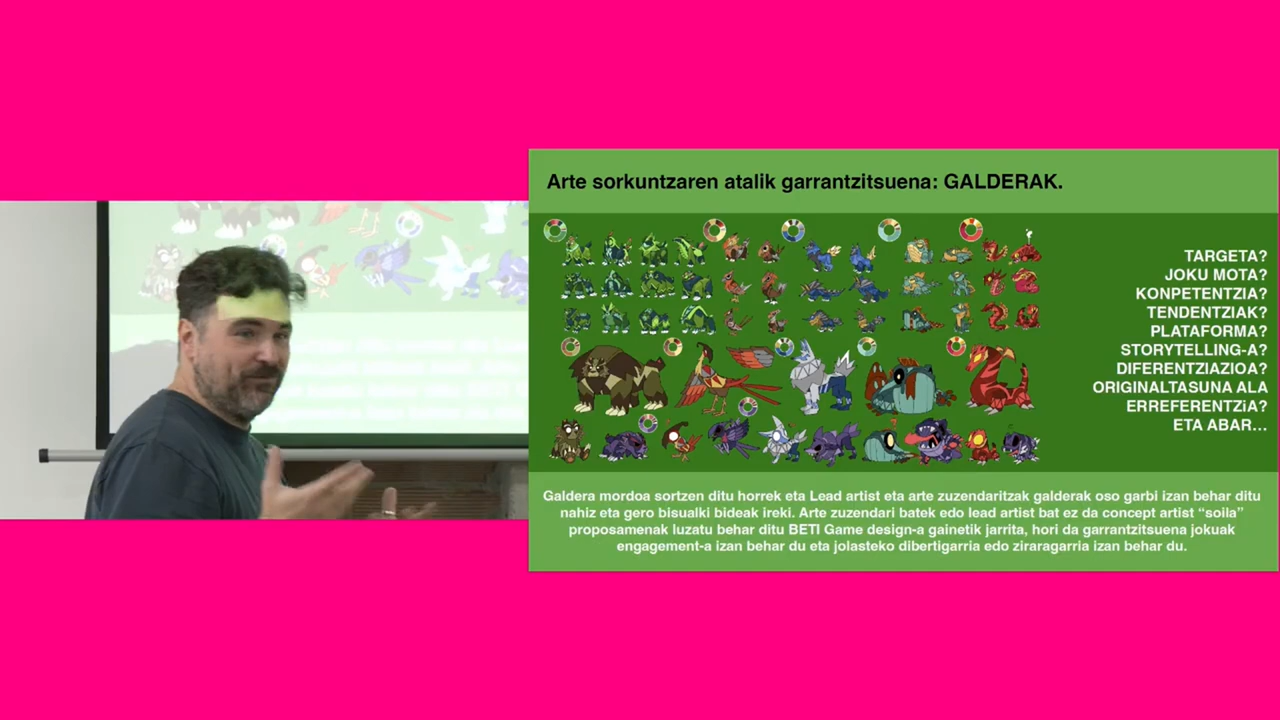 Arte sorkuntzaren atalik garrantzitsuena: GALDERAK.
TARGETA?
JOKU MOTA?
KONPETENTZIA?
TENDENTZIAK?
PLATAFORMA?
STORYTELLING-A?
DIFERENTZIAZIOA?
ORIGINALTASUNA ALA
ERREFERENTZiA?
ETA ABAR...
Galdera mordoa sortzen ditu horrek eta Lead artist eta arte zuzendaritzak galderak oso garbi izan behar ditu
nahiz eta gero bisualki bideak ireki. Arte zuzendari batek edo lead artist bat ez da concept artist “soila”
proposamenak luzatu behar ditu BETI Game design-a gainetik jarrita, hori da garrantzitsuena jokuak
engagement-a izan behar du eta jolasteko dibertigarria edo ziraragarria izan behar du.